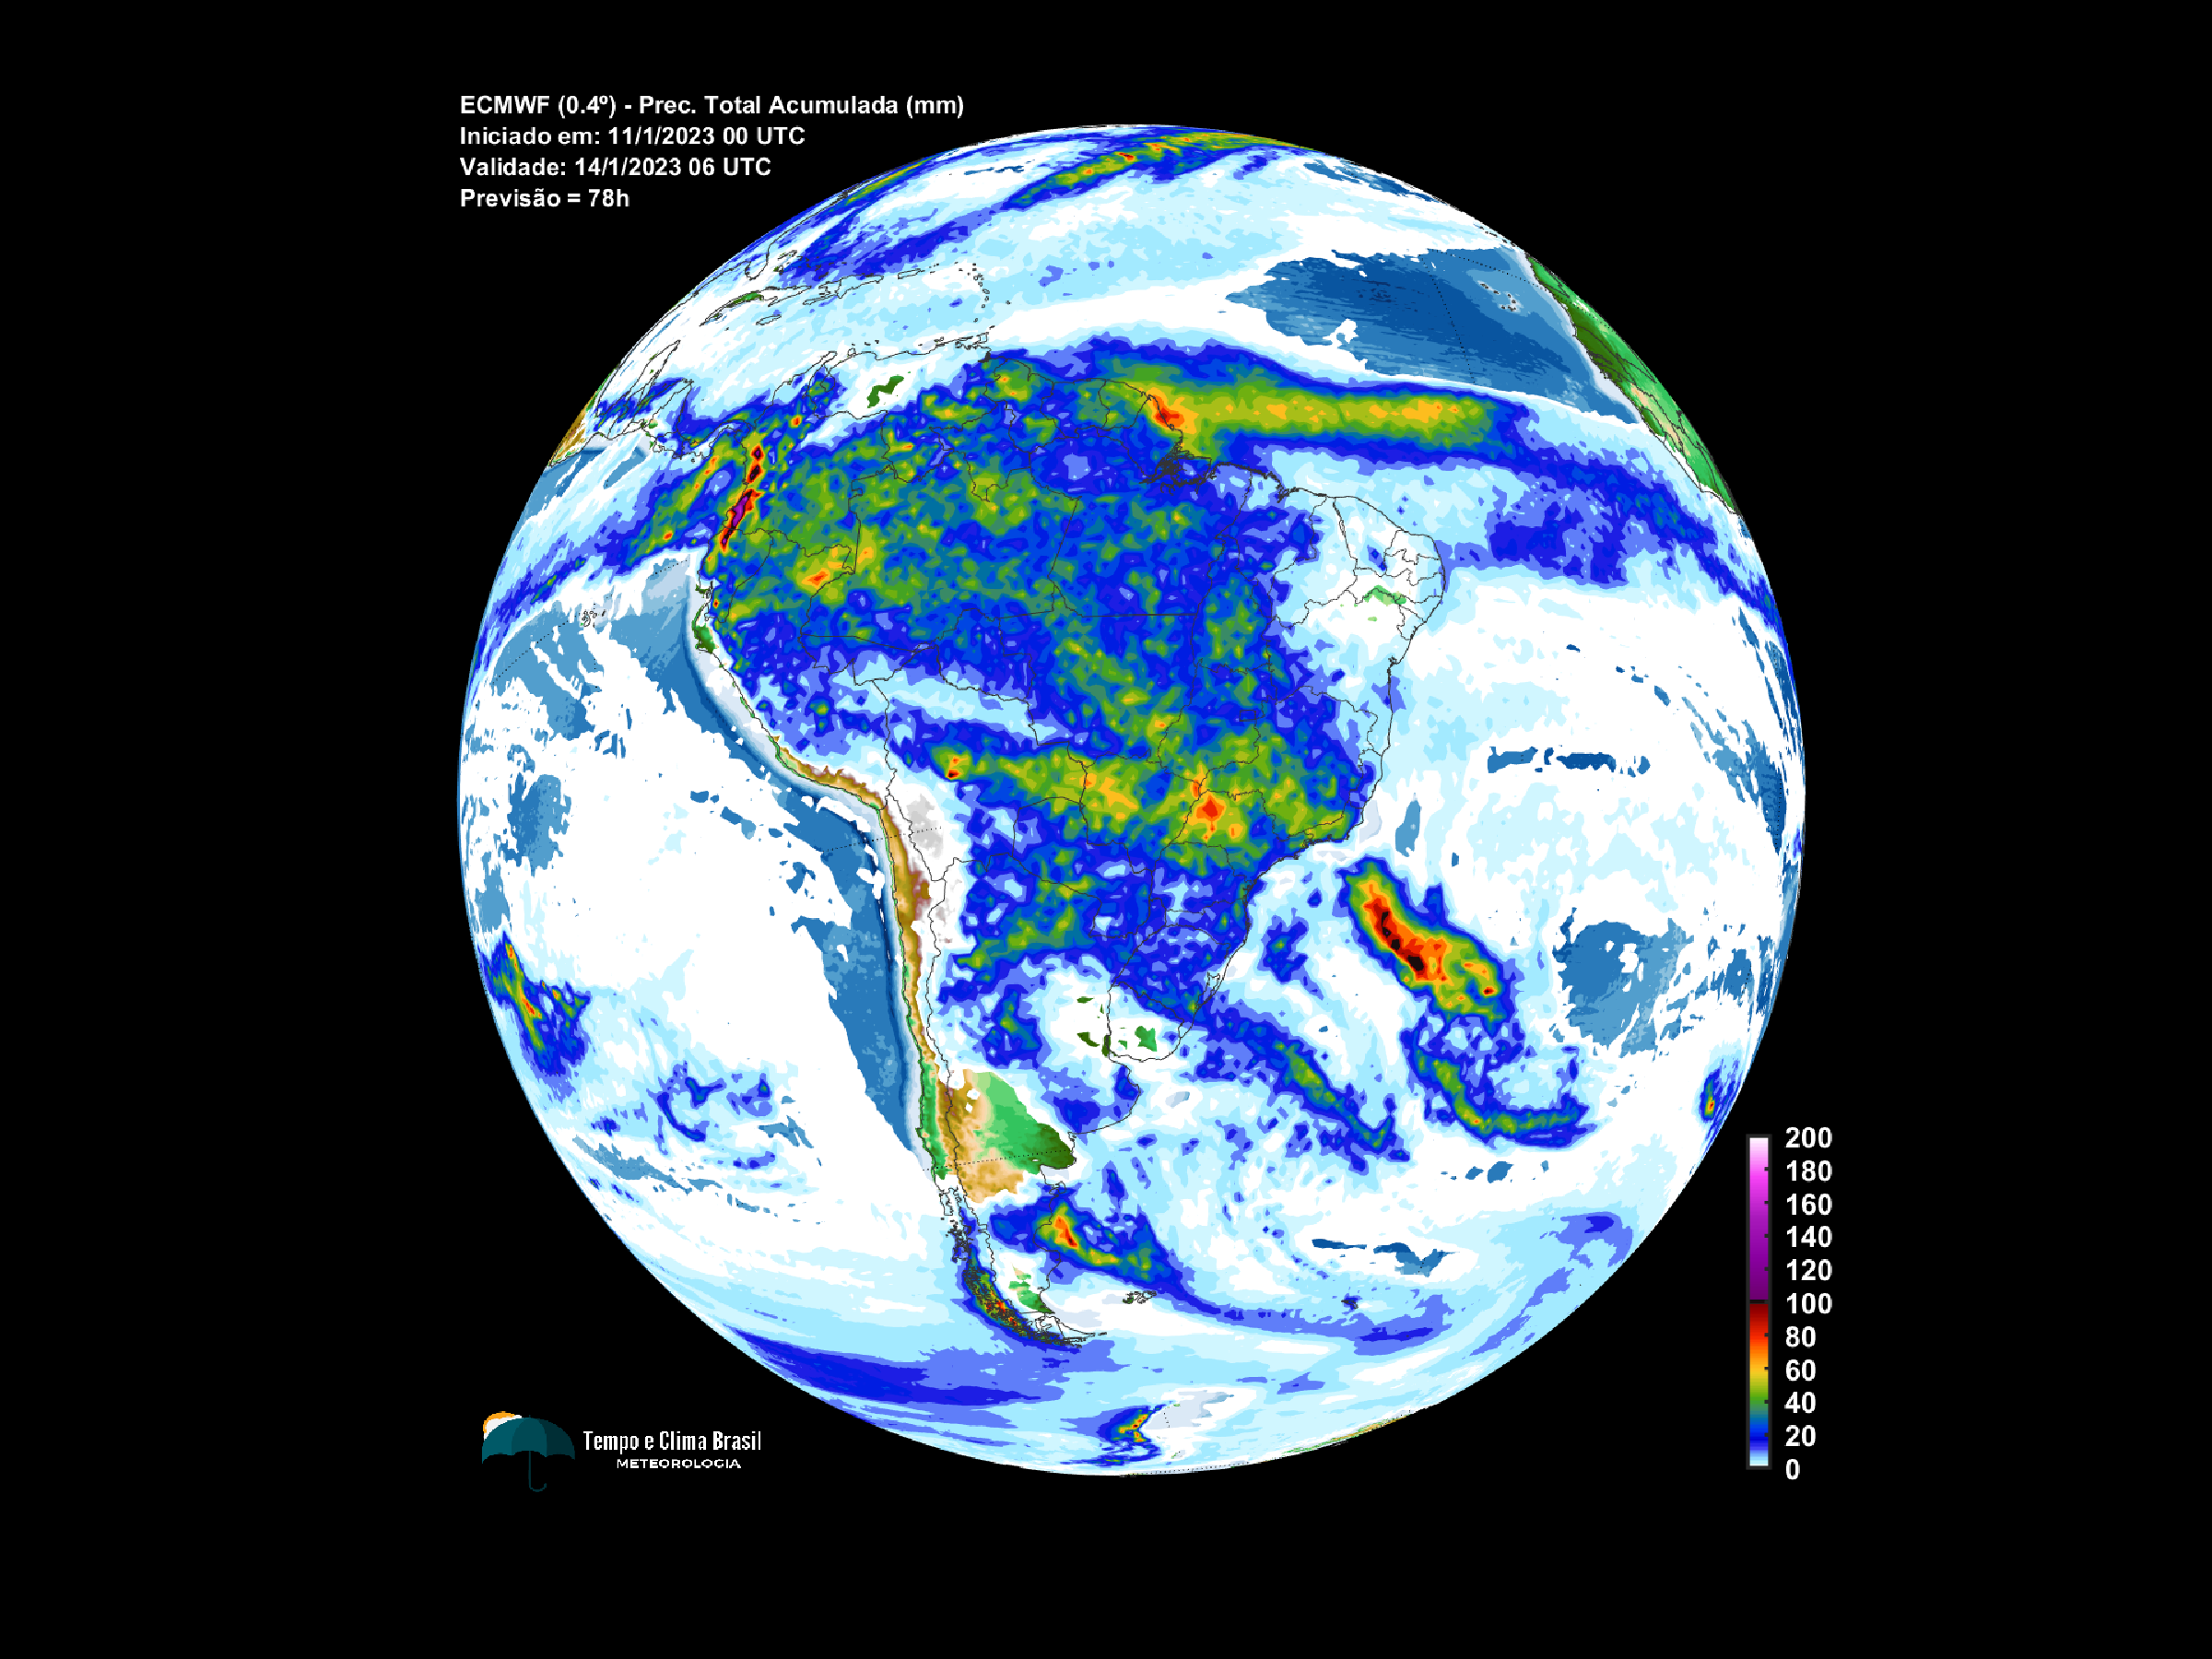 ECMWF (0.4º) - Prec. Total Acumulada (mm)
Iniciado em: 11/1/2023 00 UTC
Validade: 14/1/2023 06 UTC
Previsão = 78h
200
180
160
140
120
100
80
60
40
20
0
Tempo e Clima Brasil
METEOROLOGIA